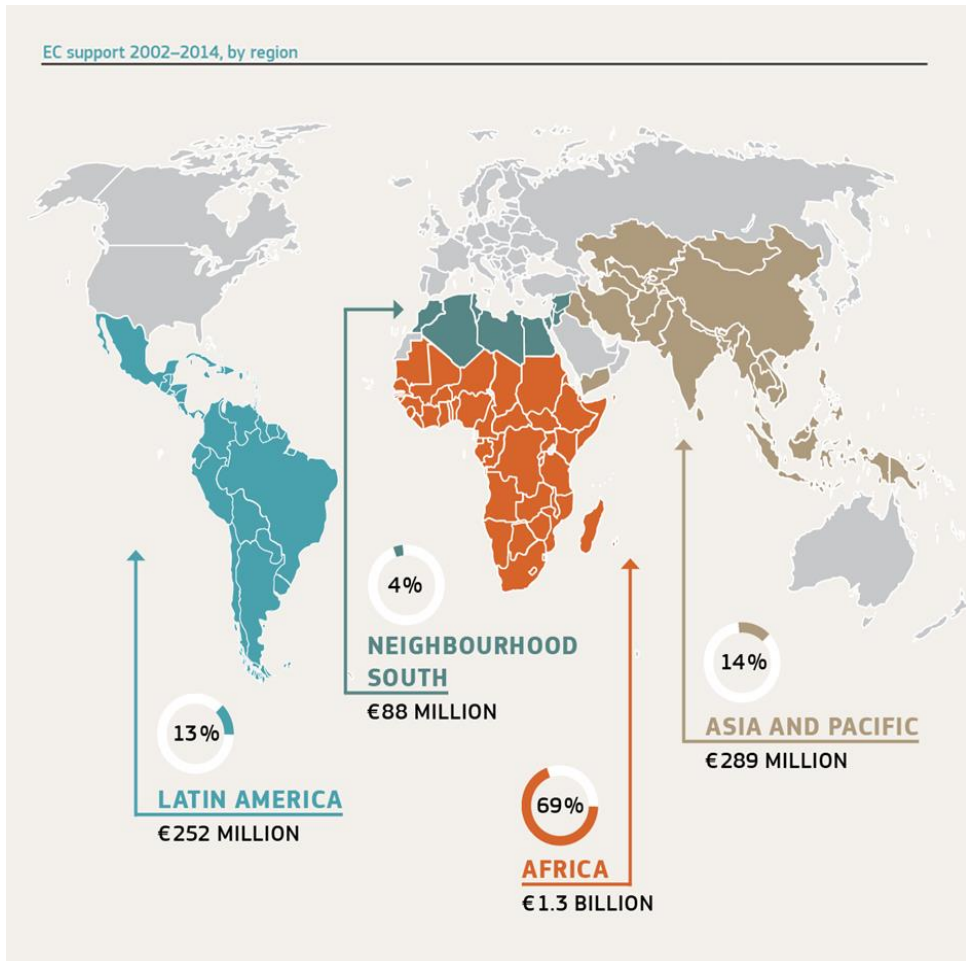 EC support 2002–2014, by region
4%
NEIGHBOURHOOD
SOUTH
€88 MILLION
14%
ASIA AND PACIFIC
€289 MILLION
13%
LATIN AMERICA
€252 MILLION
69%
AFRICA
€1.3 BILLION